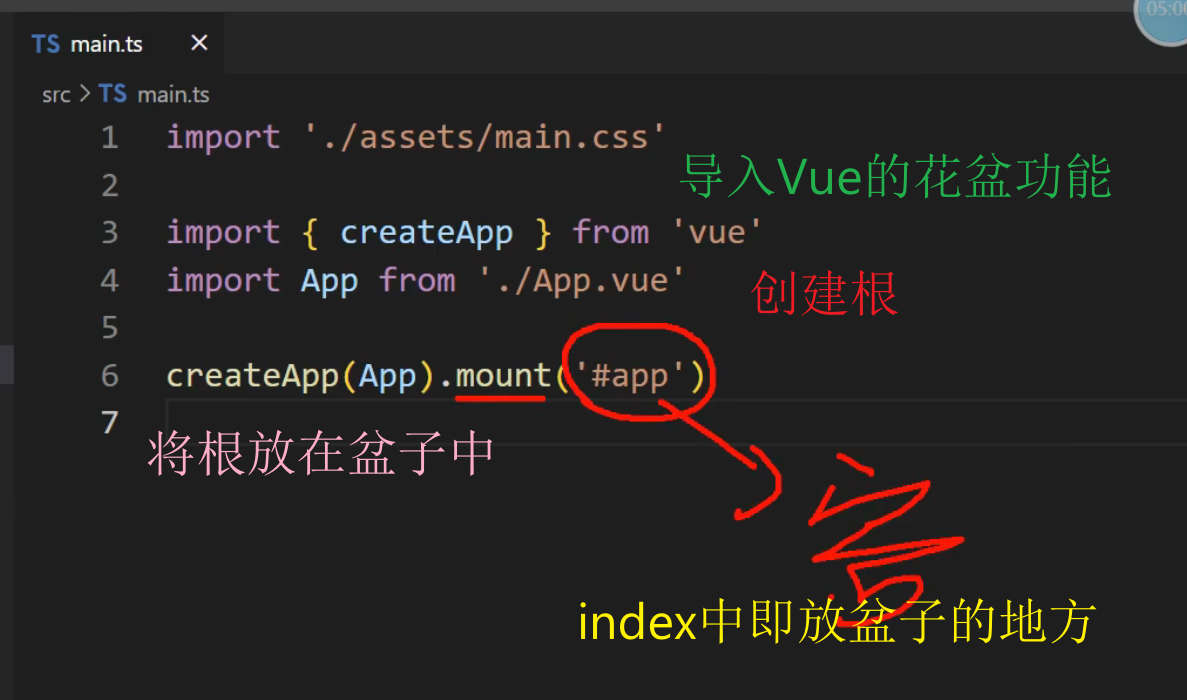 05:00
TS main.ts ×
src > TS main.ts
1 import './assets/main.css'
导入Vue的花盆功能
2
3 import { createApp } from 'vue'
4 import App from './App.vue'
创建根
5
6 createApp(App).mount('#app')
7
将根放在盆子中
index中即放盆子的地方